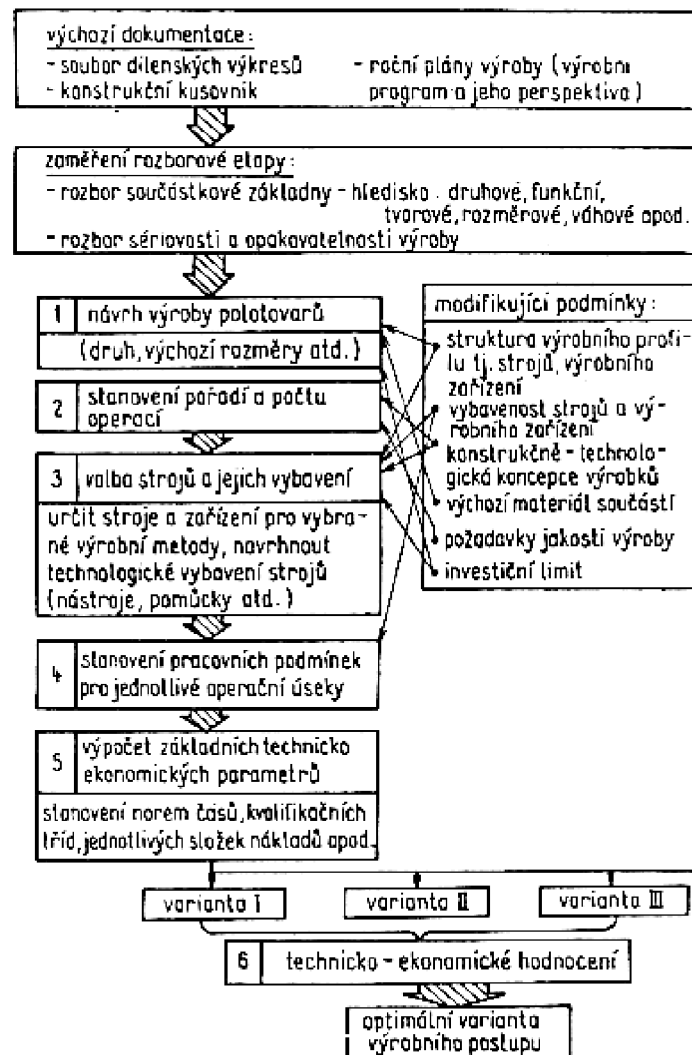 výchozí dokumentace:
- soubor dílenských výkresů
- konstrukční kusovník
- roční plány výroby (výrobní
program a jeho perspektiva)
zaměření rozborové etapy:
- rozbor součástkové základny - hledisko: druhové, funkční,
tvarové, rozměrové, váhové apod.
- rozbor sériovosti a opakovatelnosti výroby
1 návrh výroby polotovarů
(druh, výchozí rozměry atd.)
2 stanovení pořadí a počtu
operací
3 volba strojů a jejich vybavení
určit stroje a zařízení pro vybra-
né výrobní metody, navrhnout
technologické vybavení strojů
(nástroje, pomůcky atd.)
4 stanovení pracovních podmínek
pro jednotlivé operační úseky
5 výpočet základních technicko
ekonomických parametrů
stanovení norem časů, kvalifikačních
tříd, jednotlivých složek nákladů apod.
modifikující podmínky:
struktura výrobního profi-
lu tj. strojů, výrobního
zařízení
vybavenost strojů a vý-
robního zařízení
konstrukčně - technolo-
gická koncepce výrobků
výchozí materiál součástí
požadavky jakosti výroby
investiční limit
varianta I
varianta II
varianta III
6 technicko - ekonomické hodnocení
optimální varianta
výrobního postupu